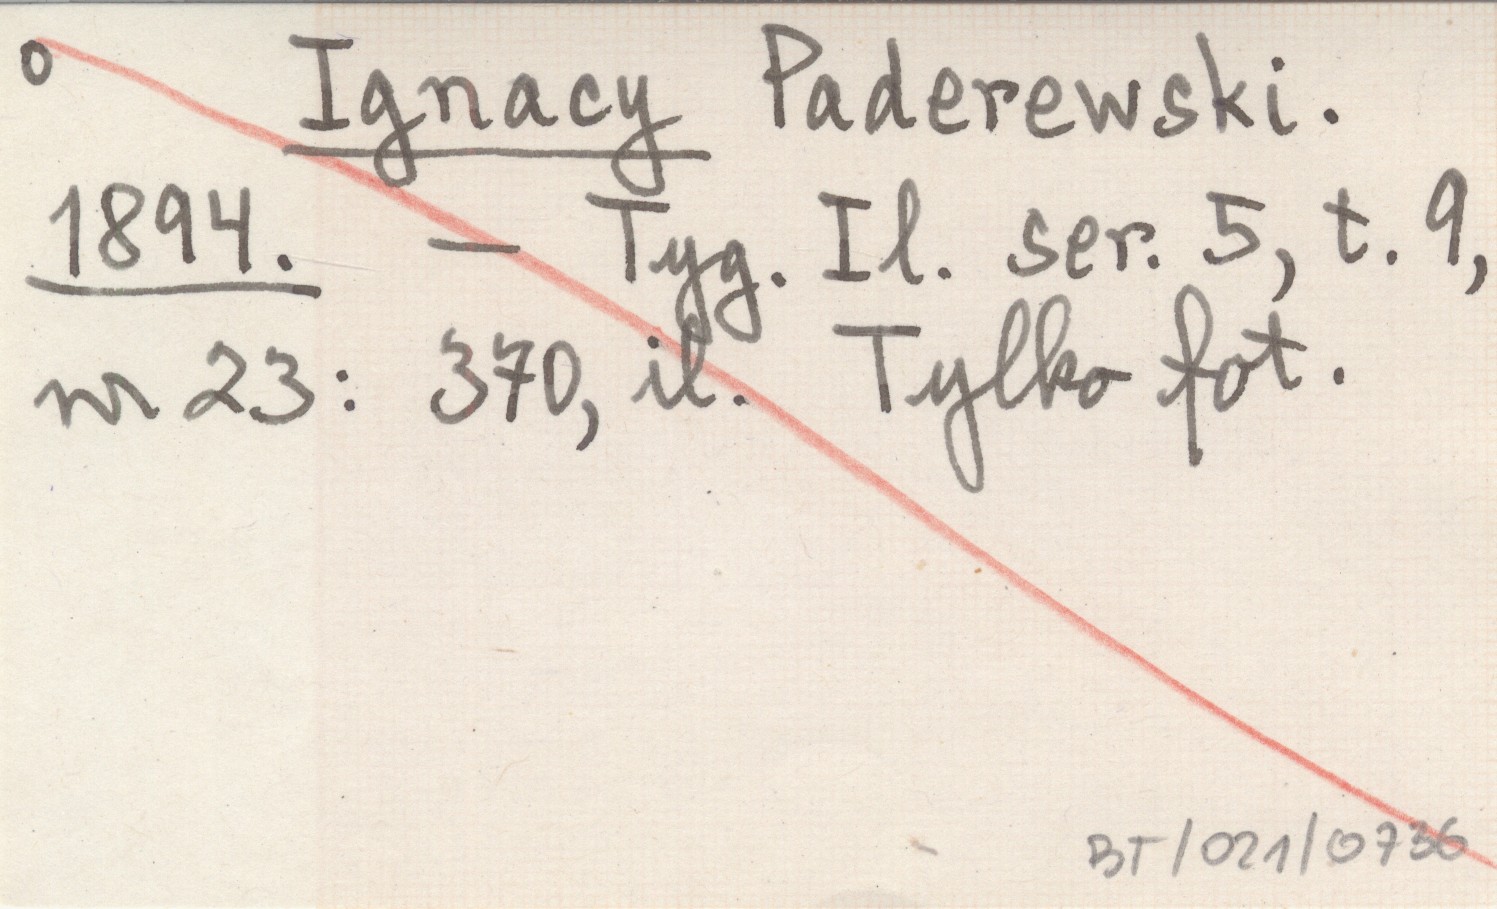 o Ignacy Paderewski.
1894. — Tyg. Il. ser. 5, t. 9,
nr 23: 370, il. Tylko fot.
BT/021/0736